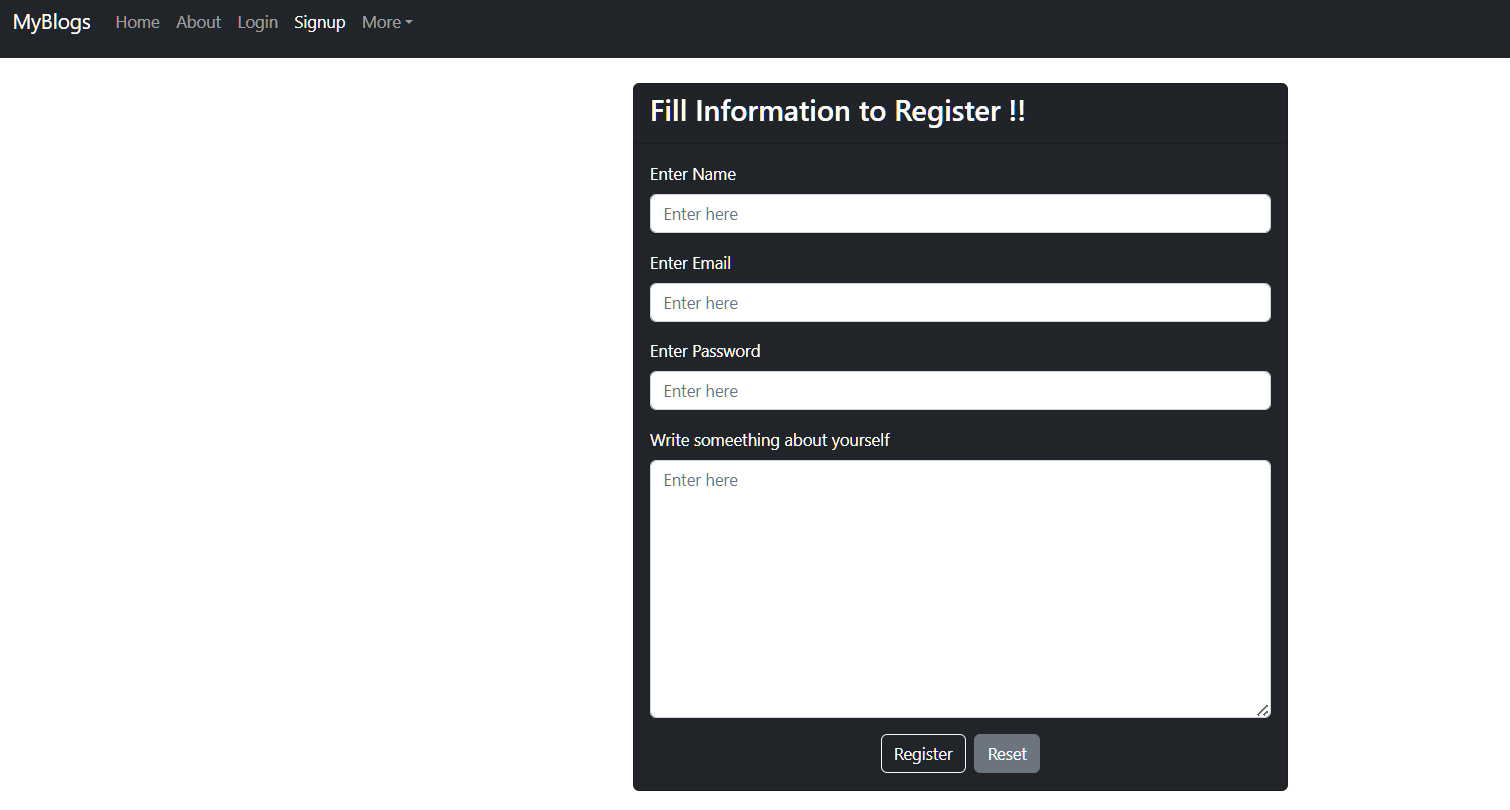 MyBlogs Home About Login Signup More
Fill Information to Register !!
Enter Name
Enter here
Enter Email
Enter here
Enter Password
Enter here
Write someething about yourself
Enter here
Register Reset